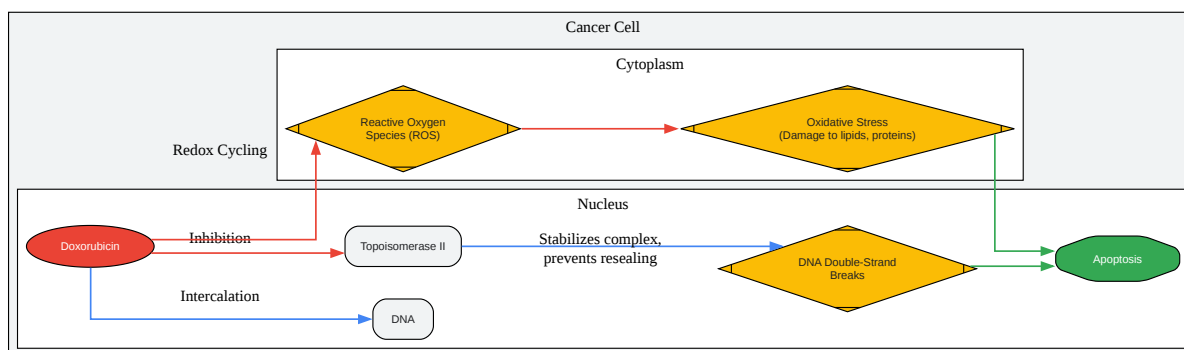 Cancer Cell
Cytoplasm
Reactive Oxygen
Species (ROS)
Oxidative Stress
(Damage to lipids, proteins)
Redox Cycling
Nucleus
Doxorubicin
Inhibition
Topoisomerase II
Stabilizes complex,
prevents resealing
DNA Double-Strand
Breaks
Apoptosis
Intercalation
DNA